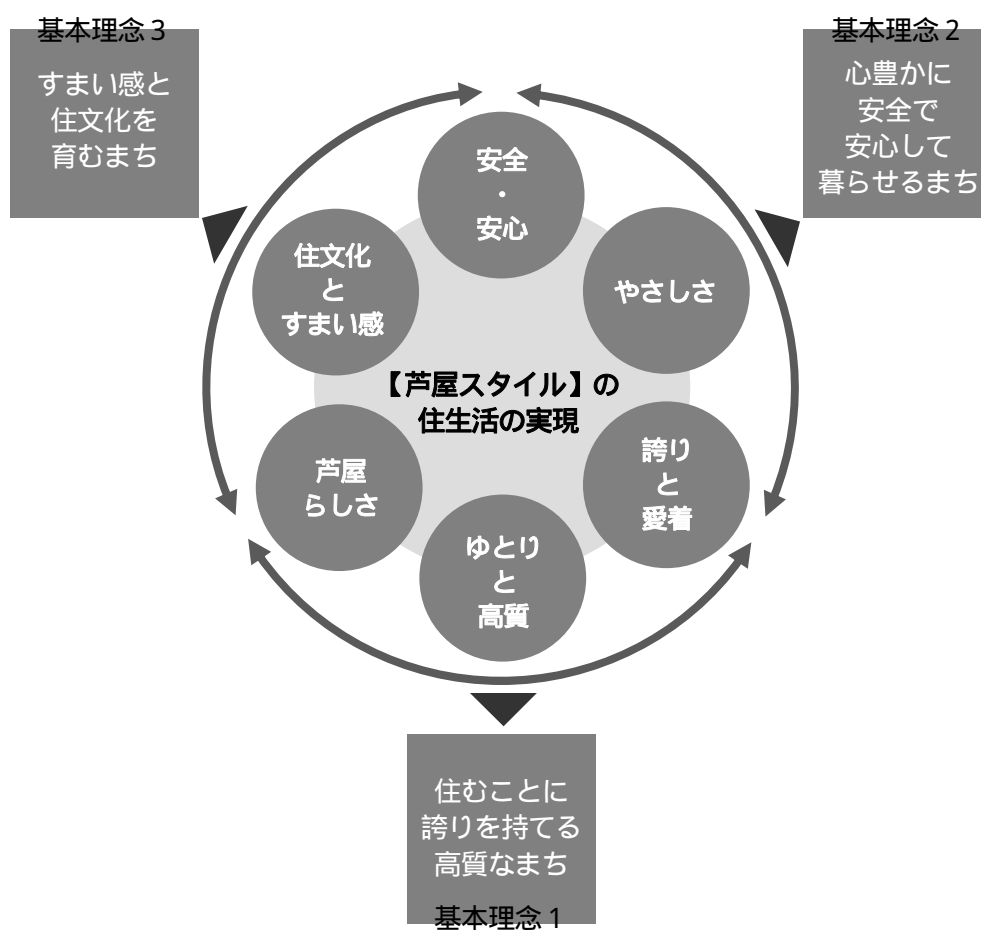 基本理念３
すまい感と
住文化を
育むまち
基本理念２
心豊かに
安全で
安心して
暮らせるまち
安全
・
安心
住文化
と
すまい感
やさしさ
【芦屋スタイル】の
住生活の実現
芦屋
らしさ
誇り
と
愛着
ゆとり
と
高質
住むことに
誇りを持てる
高質なまち
基本理念１